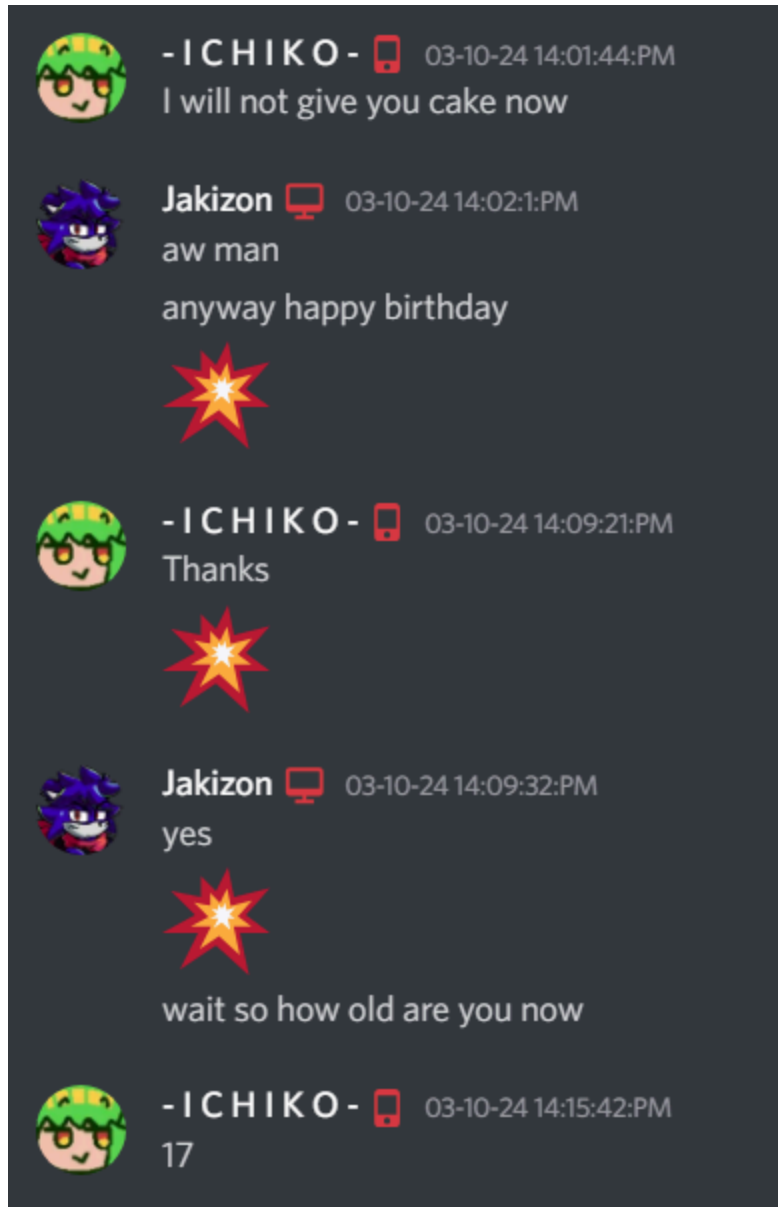 - I C H I K O - 03-10-24 14:01:44:PM
I will not give you cake now
Jakizon 03-10-24 14:02:1:PM
aw man
anyway happy birthday
- I C H I K O - 03-10-24 14:09:21:PM
Thanks
Jakizon 03-10-24 14:09:32:PM
yes
wait so how old are you now
- I C H I K O - 03-10-24 14:15:42:PM
17